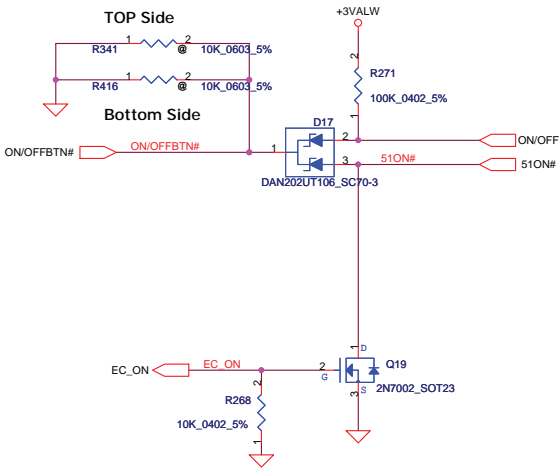 TOP Side
+3VALW
R341
1
2
@
10K_0603_5%
R416
1
2
@
10K_0603_5%
2
R271
100K_0402_5%
1
Bottom Side
D17
ON/OFFBTN#
ON/OFFBTN#
1
2
ON/OFF
3
51ON#
51ON#
DAN202UT106_SC70-3
1
D
EC_ON
EC_ON
2
G
Q19
2N7002_SOT23
3
S
2
R268
10K_0402_5%
1